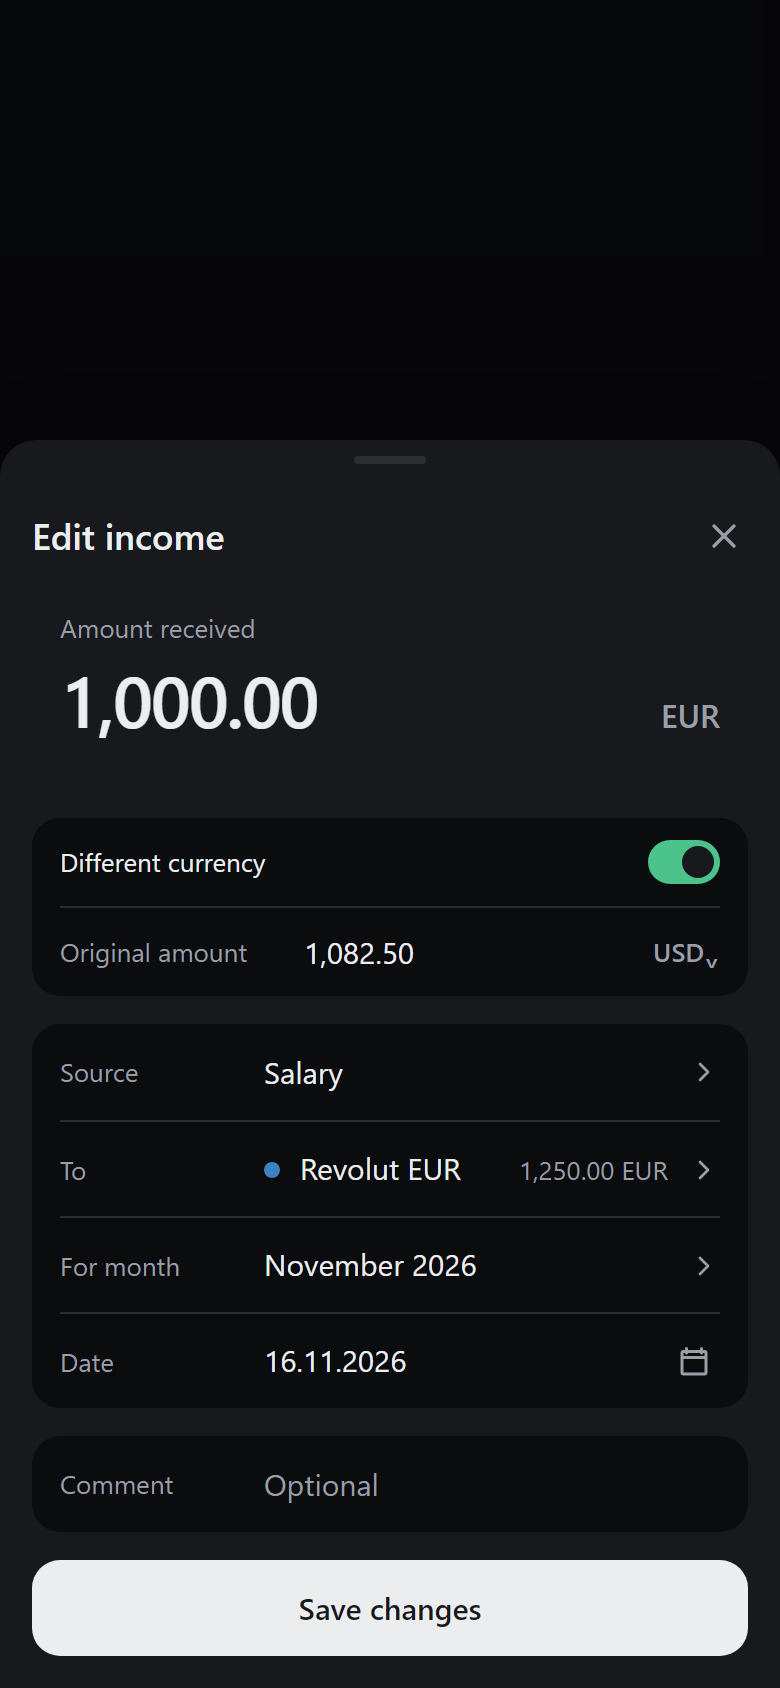 Edit income
Amount received
1,000.00 EUR
Different currency
Original amount 1,082.50 USD
Source Salary
To Revolut EUR 1,250.00 EUR
For month November 2026
Date 16.11.2026
Comment Optional
Save changes